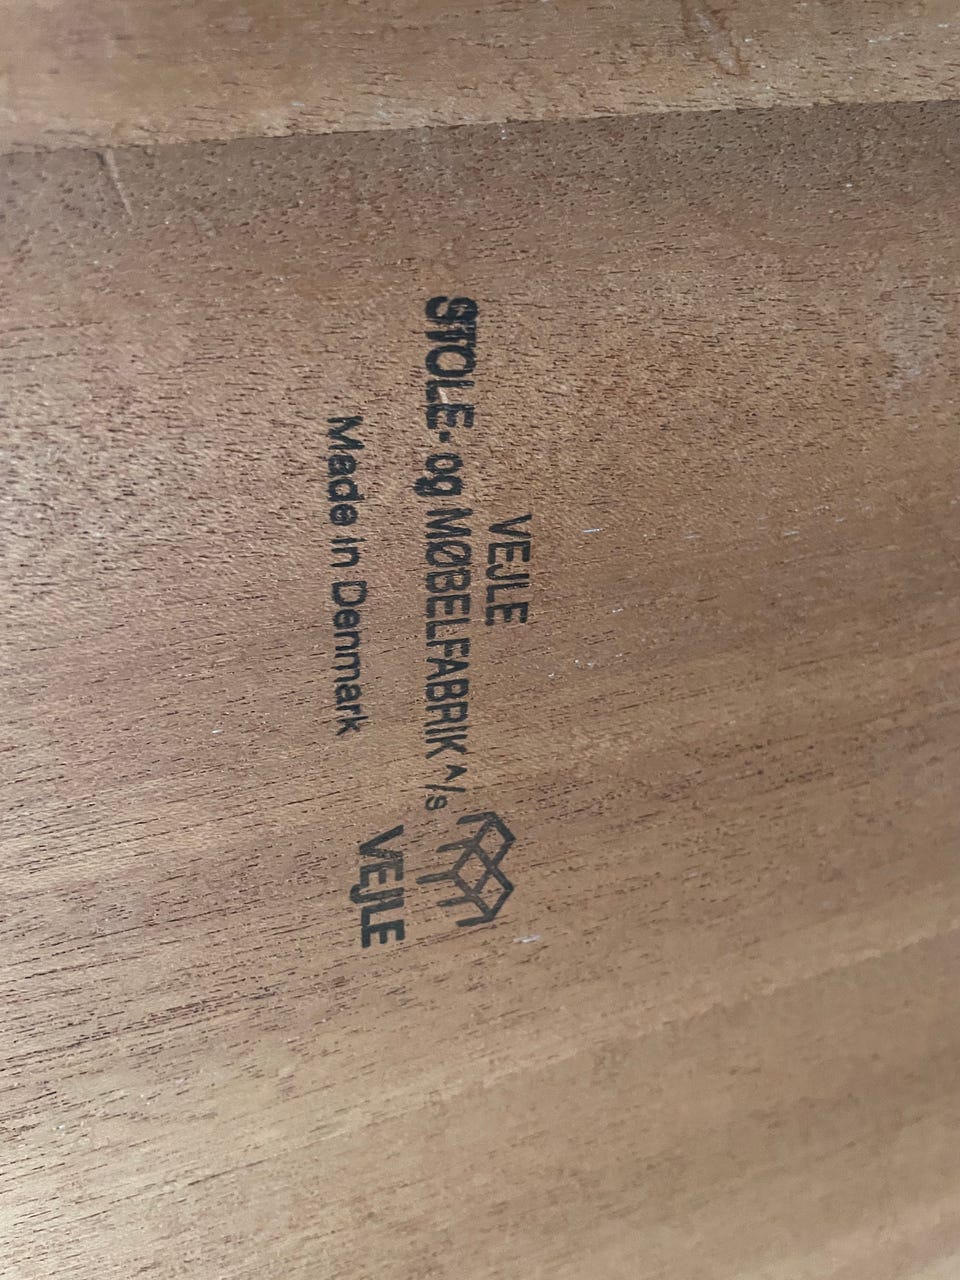 VEJLE
STOLE- og MØBELFABRIK A/S
Made in Denmark
VEJLE